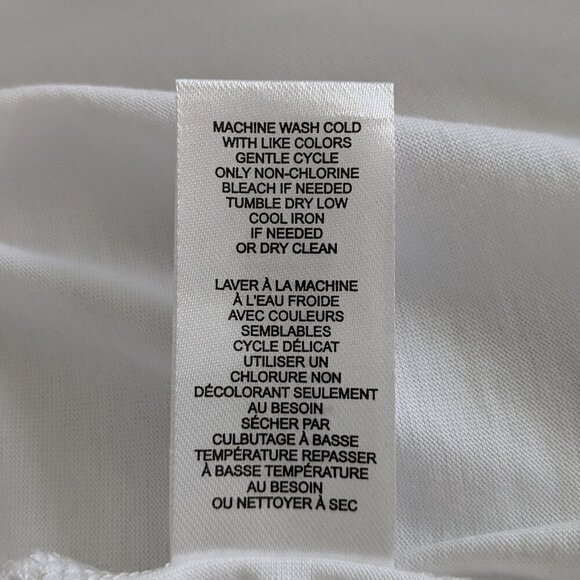 MACHINE WASH COLD
WITH LIKE COLORS
GENTLE CYCLE
ONLY NON-CHLORINE
BLEACH IF NEEDED
TUMBLE DRY LOW
COOL IRON
IF NEEDED
OR DRY CLEAN
LAVER À LA MACHINE
À L'EAU FROIDE
AVEC COULEURS
SEMBLABLES
CYCLE DÉLICAT
UTILISER UN
CHLORURE NON
DÉCOLORANT SEULEMENT
AU BESOIN
SÉCHER PAR
CULBUTAGE À BASSE
TEMPÉRATURE REPASSER
À BASSE TEMPÉRATURE
AU BESOIN
OU NETTOYER À SEC